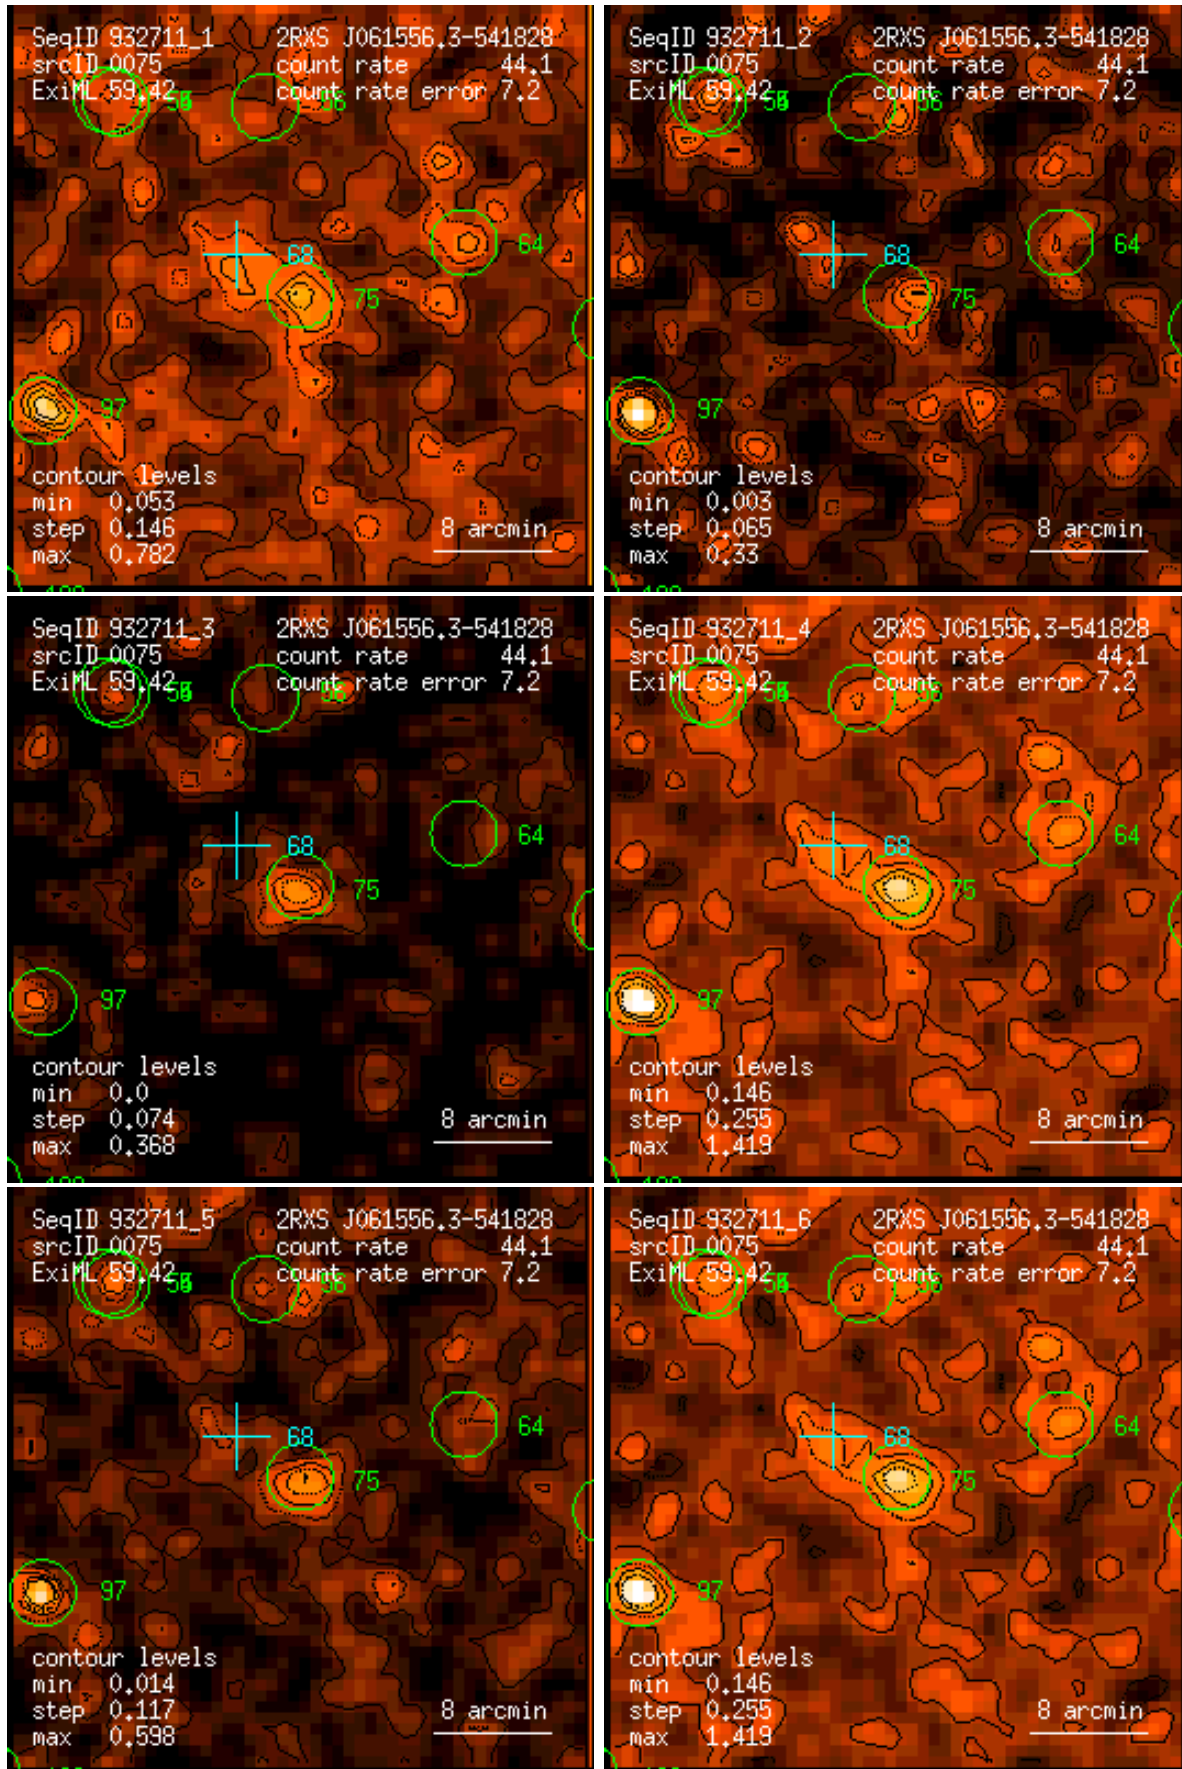 SeqID 932711_1 2RXS J061556.3-541828
srcID 0075 count rate 44.1
ExiML 59.42 count rate error 7.2
64
68
75
97
contour levels
min 0.053
step 0.146
max 0.782
8 arcmin
SeqID 932711_2 2RXS J061556.3-541828
srcID 0075 count rate 44.1
ExiML 59.42 count rate error 7.2
64
68
75
97
contour levels
min 0.003
step 0.065
max 0.33
8 arcmin
SeqID 932711_3 2RXS J061556.3-541828
srcID 0075 count rate 44.1
ExiML 59.42 count rate error 7.2
64
68
75
97
contour levels
min 0.0
step 0.074
max 0.368
8 arcmin
SeqID 932711_4 2RXS J061556.3-541828
srcID 0075 count rate 44.1
ExiML 59.42 count rate error 7.2
64
68
75
97
contour levels
min 0.146
step 0.255
max 1.419
8 arcmin
SeqID 932711_5 2RXS J061556.3-541828
srcID 0075 count rate 44.1
ExiML 59.42 count rate error 7.2
64
68
75
97
contour levels
min 0.014
step 0.117
max 0.598
8 arcmin
SeqID 932711_6 2RXS J061556.3-541828
srcID 0075 count rate 44.1
ExiML 59.42 count rate error 7.2
64
68
75
97
contour levels
min 0.146
step 0.255
max 1.419
8 arcmin